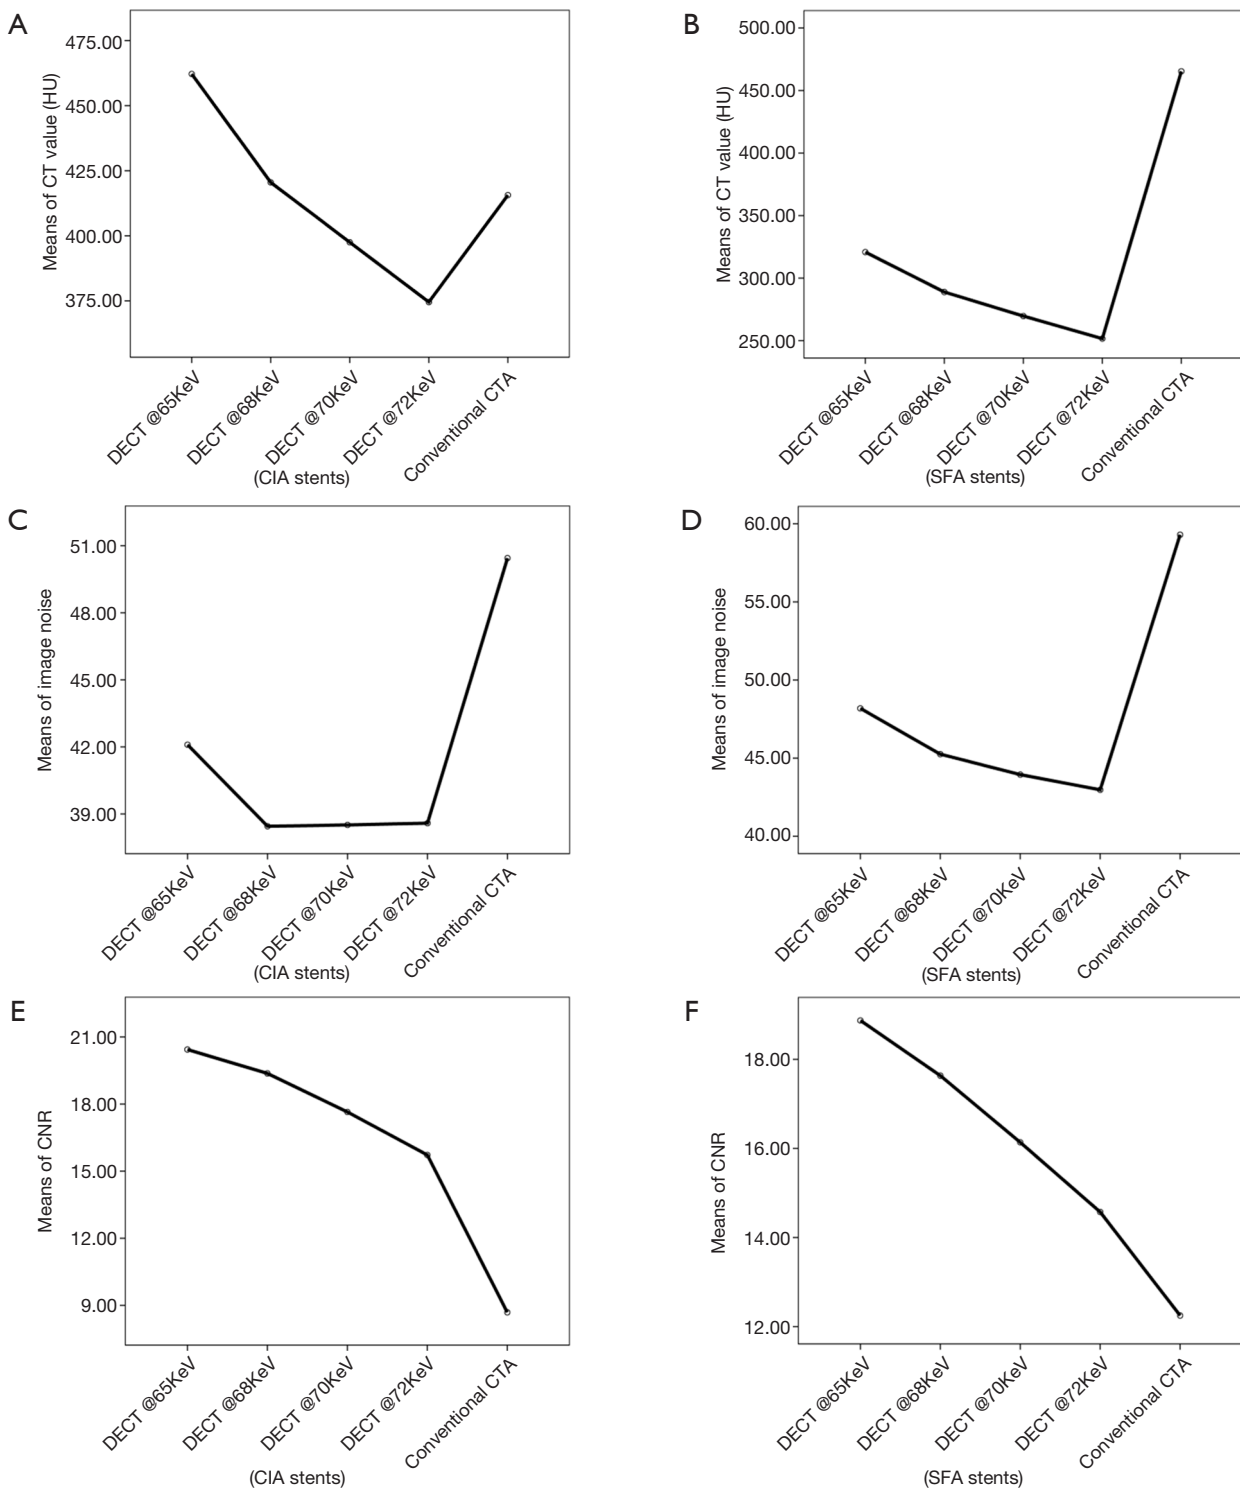 A
Means of CT value (HU)
475.00
450.00
425.00
400.00
375.00
DECT @65KeV
DECT @68KeV
DECT @70KeV
DECT @72KeV
Conventional CTA
(CIA stents)
B
Means of CT value (HU)
500.00
450.00
400.00
350.00
300.00
250.00
DECT @65KeV
DECT @68KeV
DECT @70KeV
DECT @72KeV
Conventional CTA
(SFA stents)
C
Means of image noise
51.00
48.00
45.00
42.00
39.00
DECT @65KeV
DECT @68KeV
DECT @70KeV
DECT @72KeV
Conventional CTA
(CIA stents)
D
Means of image noise
60.00
55.00
50.00
45.00
40.00
DECT @65KeV
DECT @68KeV
DECT @70KeV
DECT @72KeV
Conventional CTA
(SFA stents)
E
Means of CNR
21.00
18.00
15.00
12.00
9.00
DECT @65KeV
DECT @68KeV
DECT @70KeV
DECT @72KeV
Conventional CTA
(CIA stents)
F
Means of CNR
18.00
16.00
14.00
12.00
DECT @65KeV
DECT @68KeV
DECT @70KeV
DECT @72KeV
Conventional CTA
(SFA stents)